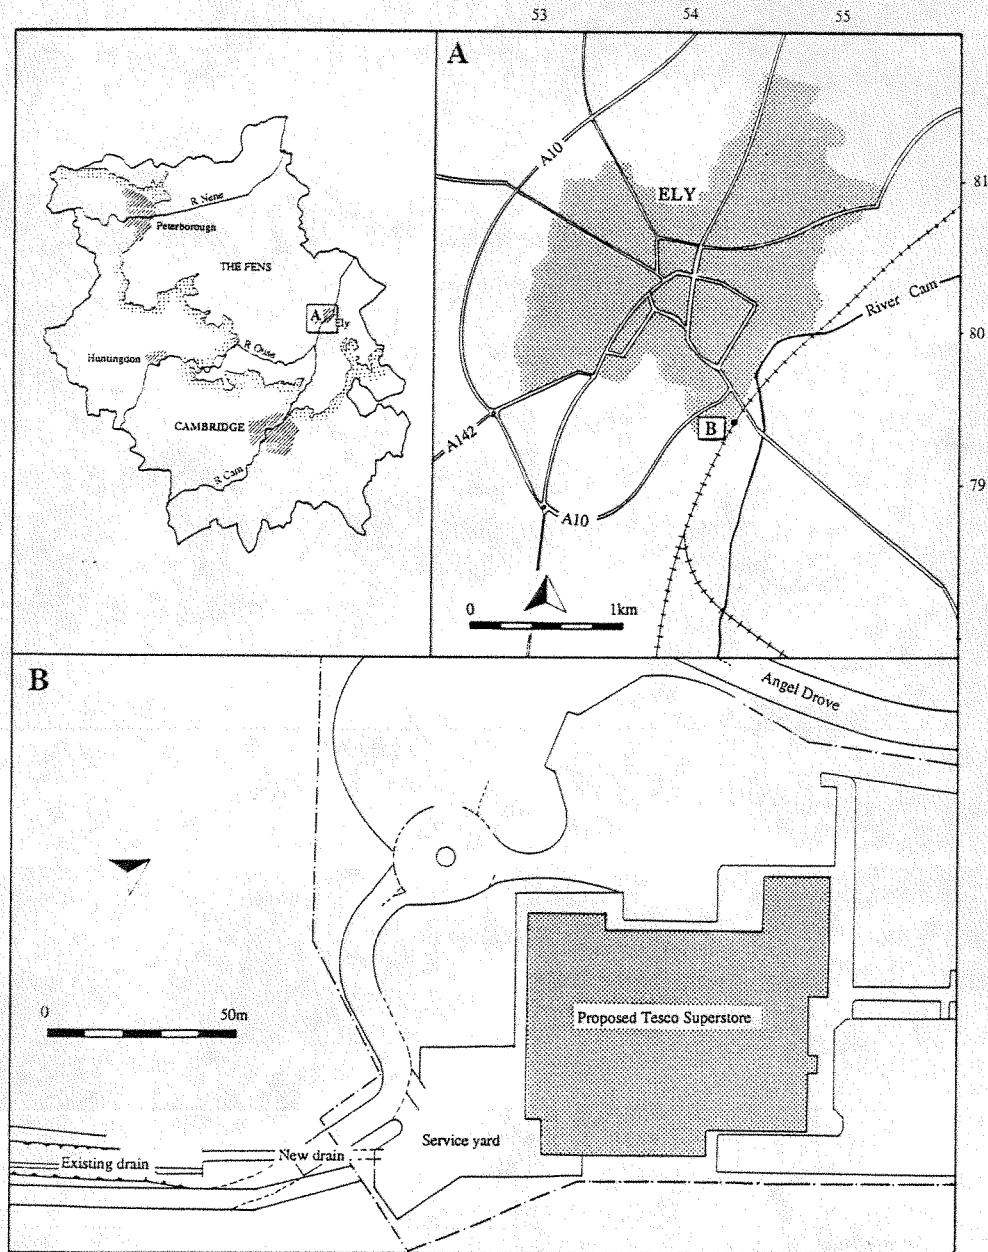 53 54 55
A
A10
81
R Nene
ELY
Peterborough
THE FENS
River Cam
A
Ely
80
R Ouse
Huntingdon
CAMBRIDGE
B
A142
R Cam
79
A10
0 1km
B
Angel Drove
0 50m
Proposed Tesco Superstore
Service yard
New drain
Existing drain